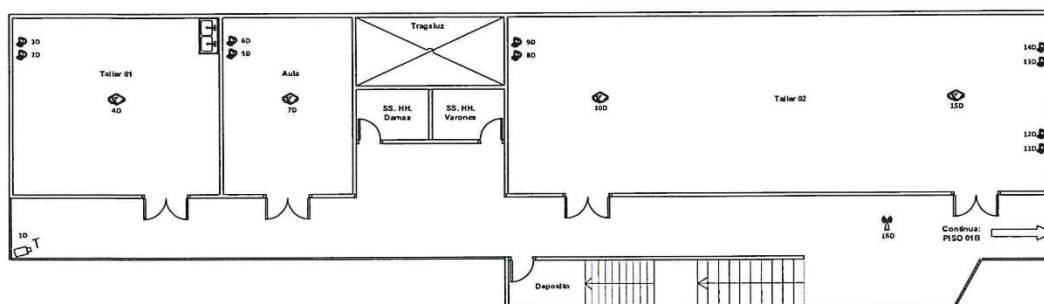 3D
2D
Taller 01
4D
6D
5D
Aula
7D
Tragaluz
SS. HH.
Damas
SS. HH.
Varones
9D
8D
10D
Taller 02
15D
14D
13D
12D
11D
1D
16D
Continua:
PISO 01B
Deposito